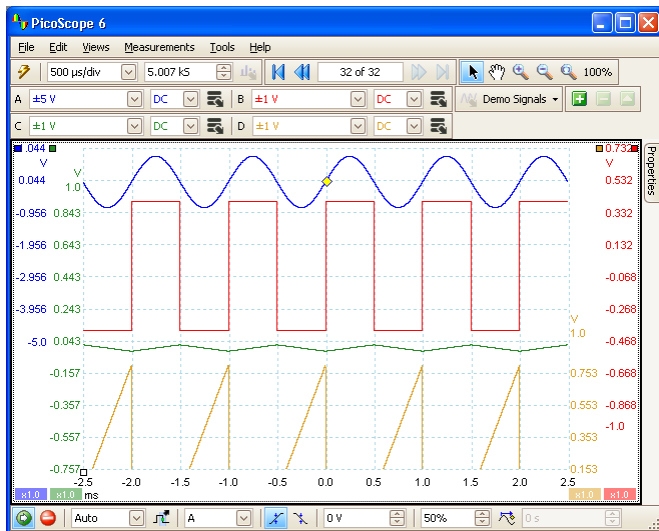 PicoScope 6
File Edit Views Measurements Tools Help
500 µs/div 5.007 kS 32 of 32 100%
A ±5 V DC B ±1 V DC Demo Signals
C ±1 V DC D ±1 V DC
.044 0.732
V V V
0.044 1.0 0.532
-0.956 0.843 0.332
-1.956 0.643 0.132
-2.956 0.443 -0.068
-3.956 0.243 -0.268
V
1.0
-5.0 0.043 -0.468
-0.157 0.753 -0.668
-0.357 0.553 -0.868
-1.0
-0.557 0.353
-0.757 0.153
-2.5 -2.0 -1.5 -1.0 -0.5 0.0 0.5 1.0 1.5 2.0 2.5
x1.0 x1.0 ms x1.0 x1.0
Properties
Auto A 0 V 50% 0 s